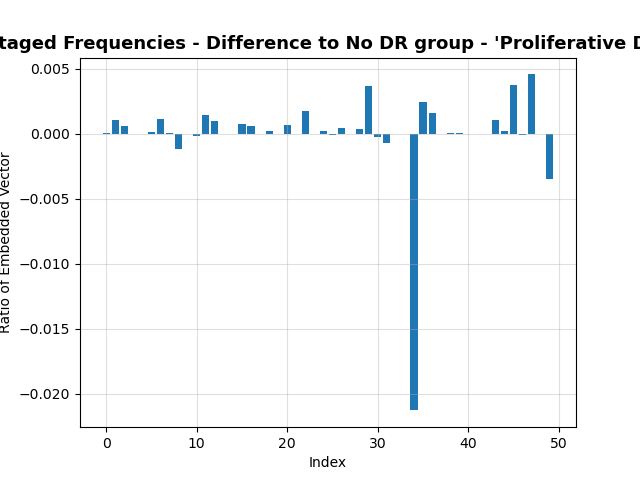 taged Frequencies - Difference to No DR group - 'Proliferative D
0.005
0.000
−0.005
−0.010
−0.015
−0.020
Ratio of Embedded Vector
0 10 20 30 40 50
Index